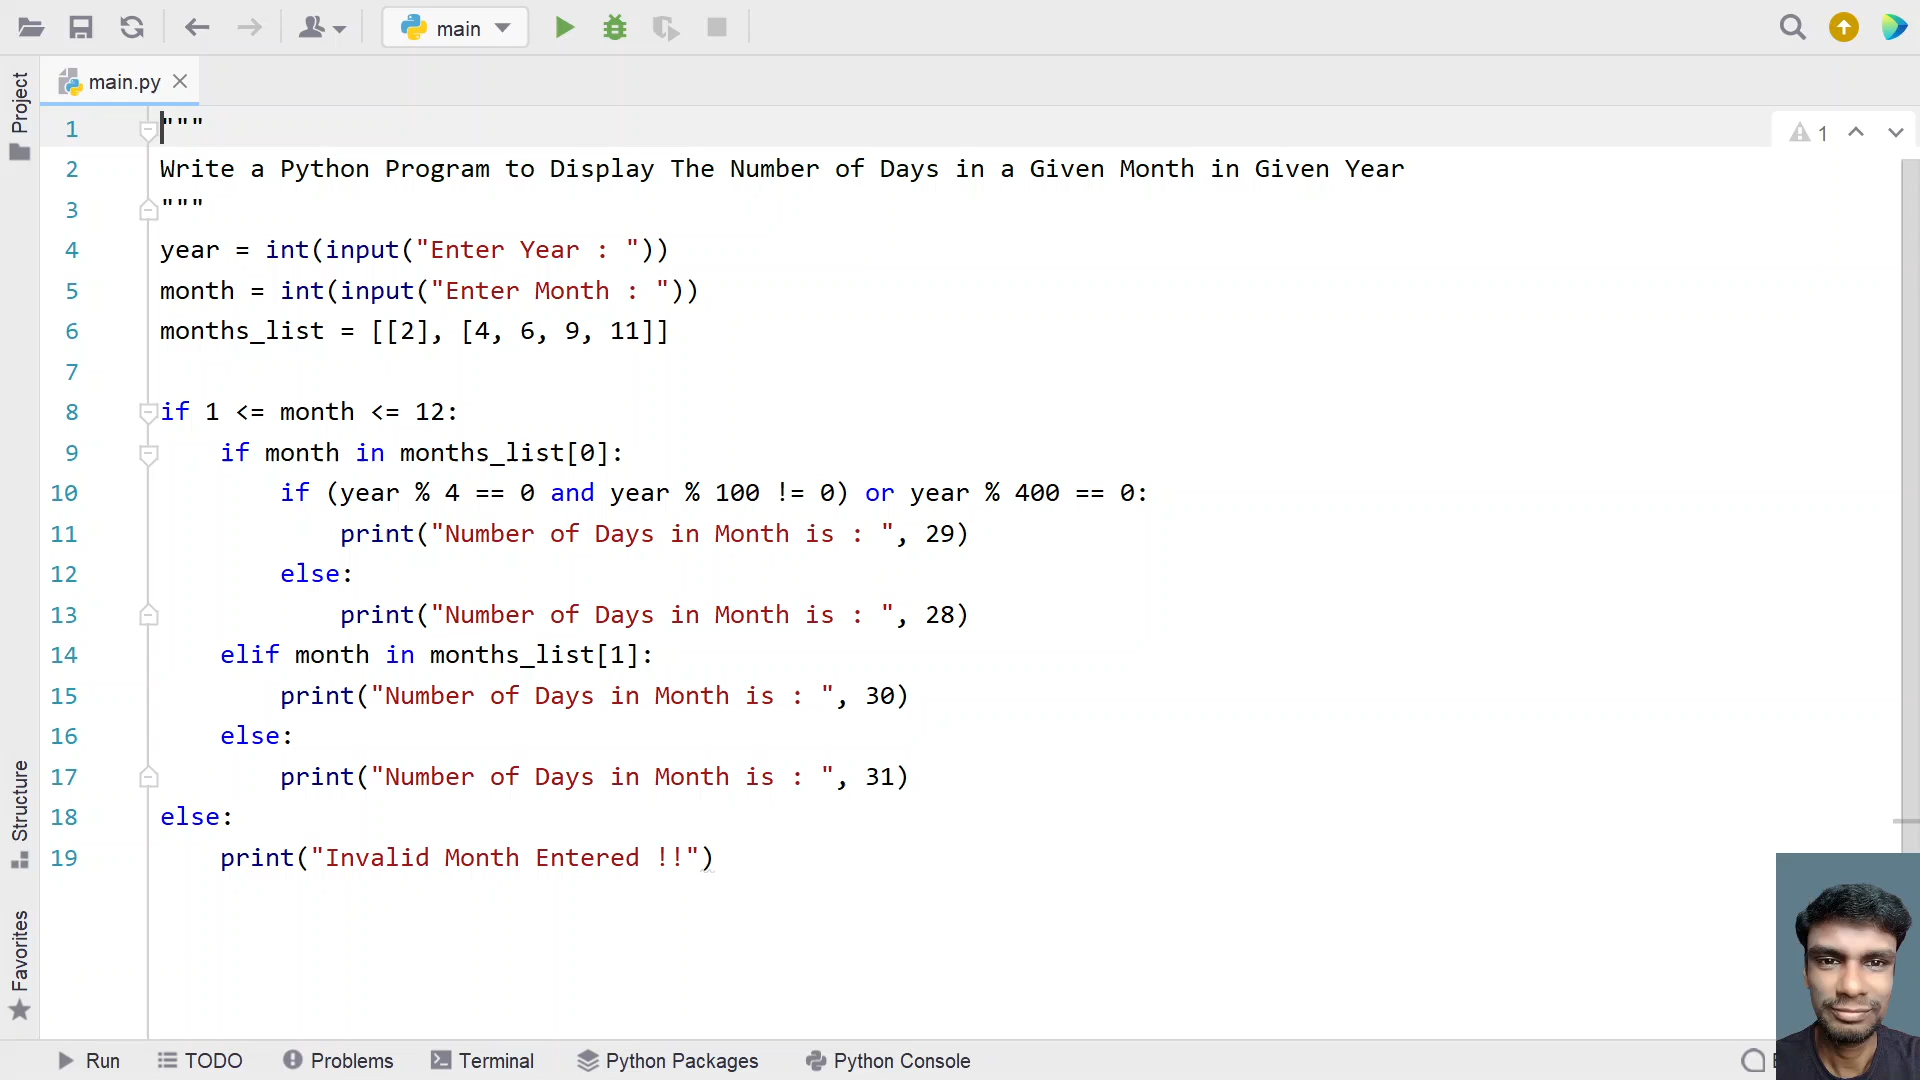 main
Project
main.py
1 """
1
2 Write a Python Program to Display The Number of Days in a Given Month in Given Year
3 """
4 year = int(input("Enter Year : "))
5 month = int(input("Enter Month : "))
6 months_list = [[2], [4, 6, 9, 11]]
7
8 if 1 <= month <= 12:
9     if month in months_list[0]:
10         if (year % 4 == 0 and year % 100 != 0) or year % 400 == 0:
11             print("Number of Days in Month is : ", 29)
12         else:
13             print("Number of Days in Month is : ", 28)
14     elif month in months_list[1]:
15         print("Number of Days in Month is : ", 30)
16     else:
17         print("Number of Days in Month is : ", 31)
18 else:
19     print("Invalid Month Entered !!")
Structure
Favorites
Run TODO Problems Terminal Python Packages Python Console